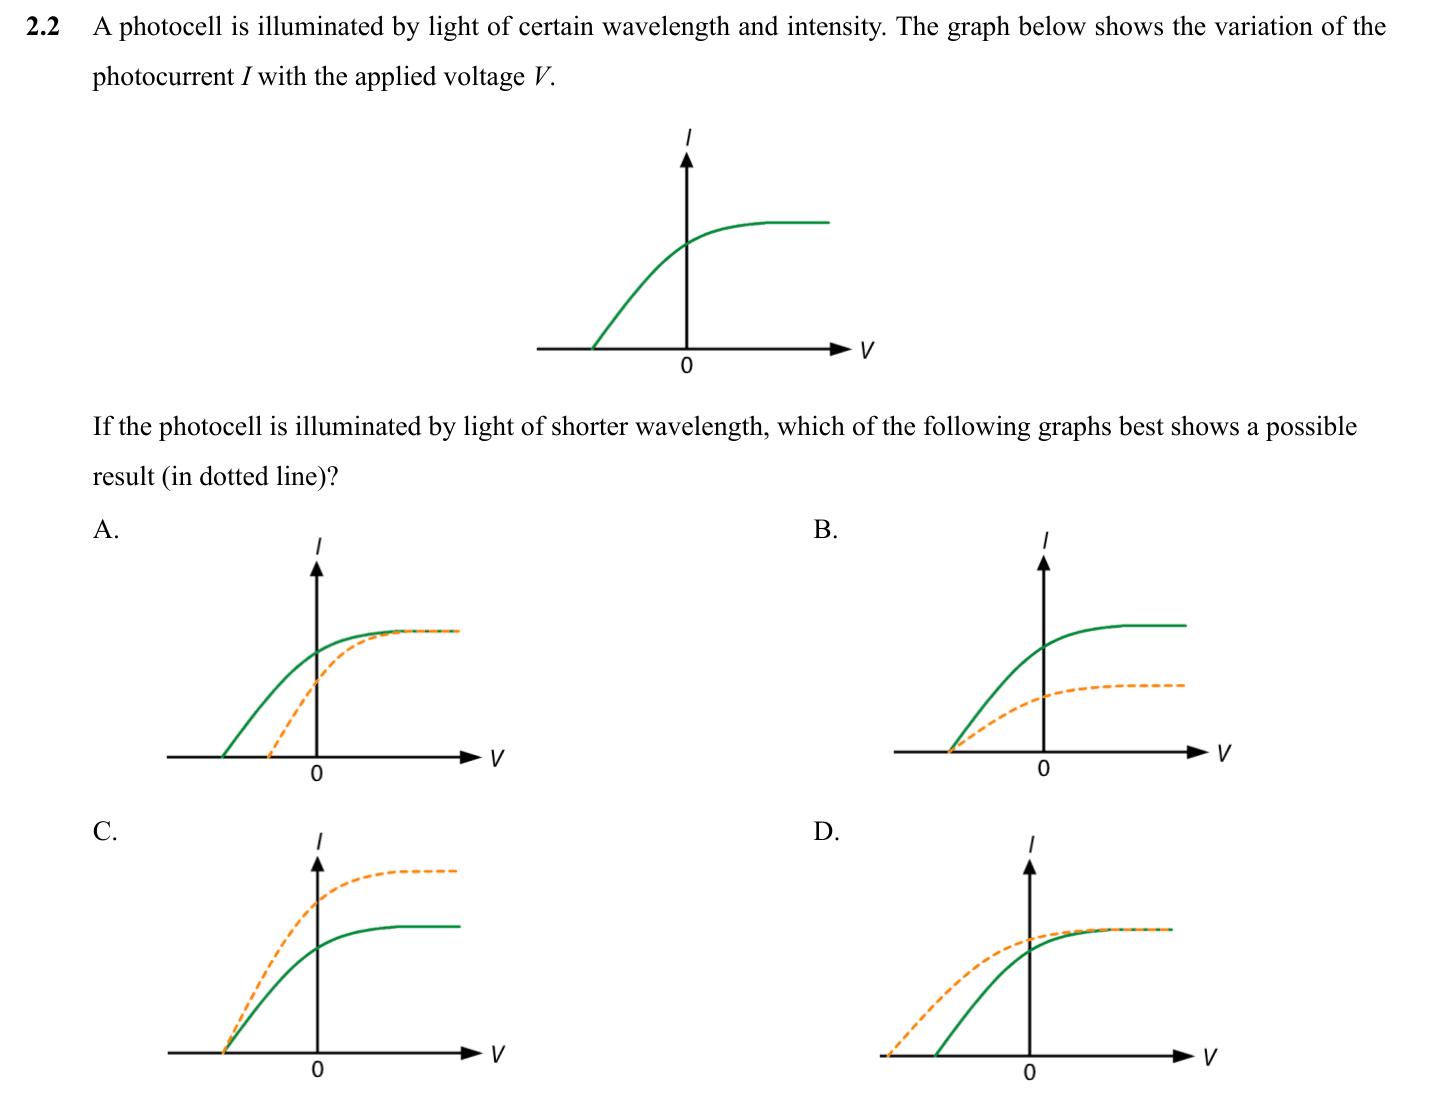 2.2 A photocell is illuminated by light of certain wavelength and intensity. The graph below shows the variation of the
photocurrent I with the applied voltage V.
I
V
0
If the photocell is illuminated by light of shorter wavelength, which of the following graphs best shows a possible
result (in dotted line)?
A.
I
V
0
B.
I
V
0
C.
I
V
0
D.
I
V
0